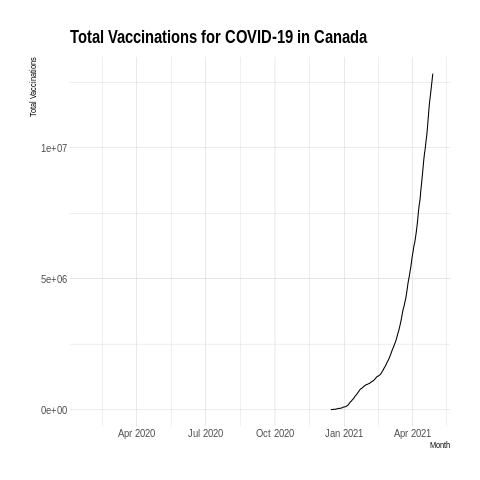 Total Vaccinations for COVID-19 in Canada
Total Vaccinations
1e+07
5e+06
0e+00
Apr 2020 Jul 2020 Oct 2020 Jan 2021 Apr 2021
Month